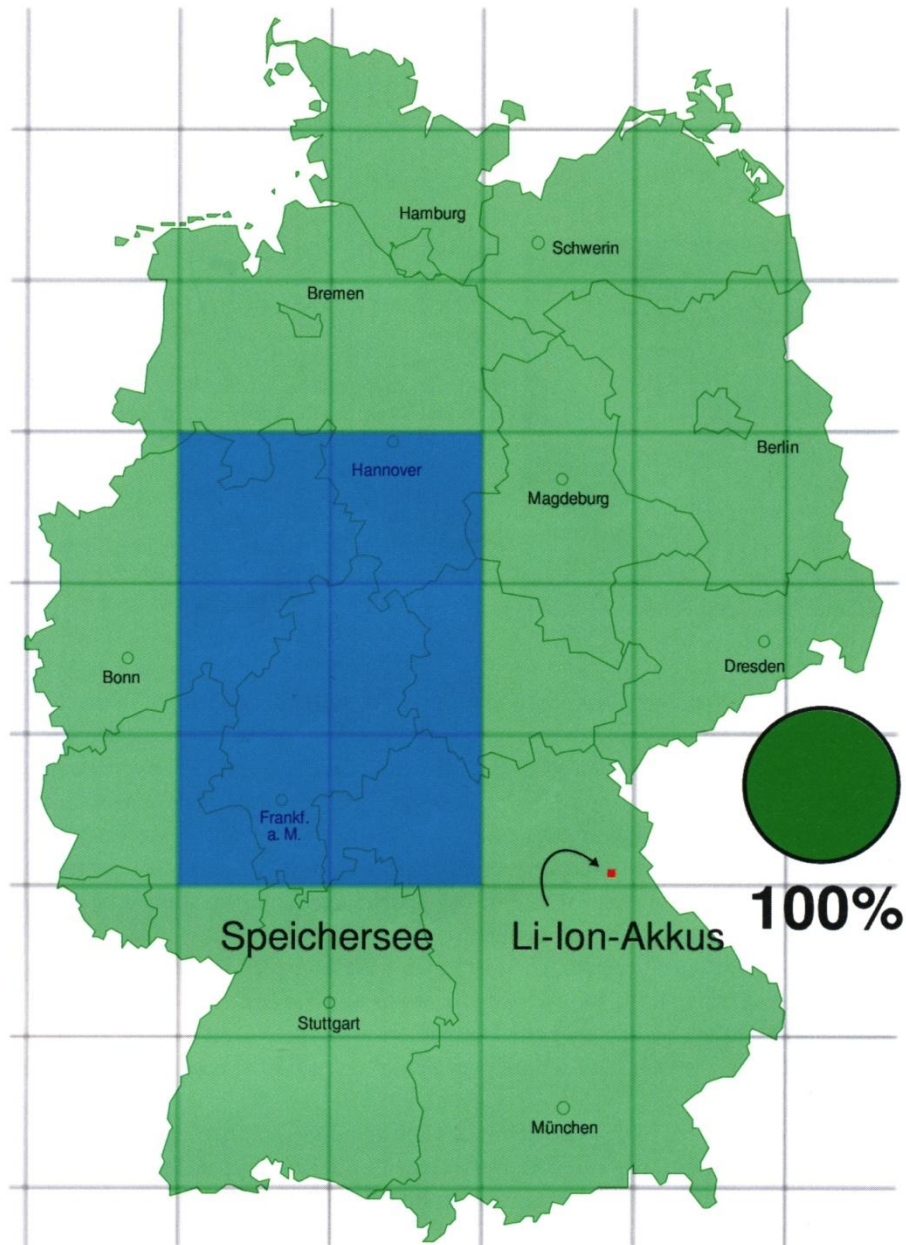 Hamburg
Schwerin
Bremen
Berlin
Hannover
Magdeburg
Bonn
Dresden
Frankf.
a. M.
100%
Speichersee
Li-Ion-Akkus
Stuttgart
München